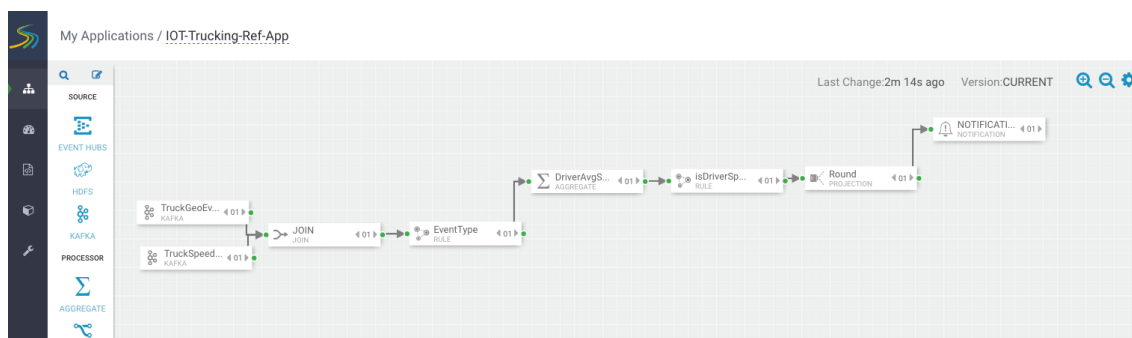 My Applications / IOT-Trucking-Ref-App
Last Change:2m 14s ago Version:CURRENT
SOURCE
EVENT HUBS
HDFS
KAFKA
PROCESSOR
AGGREGATE
TruckGeoEv... 01
KAFKA
TruckSpeed... 01
KAFKA
JOIN 01
JOIN
EventType 01
RULE
DriverAvgS... 01
AGGREGATE
isDriverSp... 01
RULE
Round 01
PROJECTION
NOTIFICATI... 01
NOTIFICATION